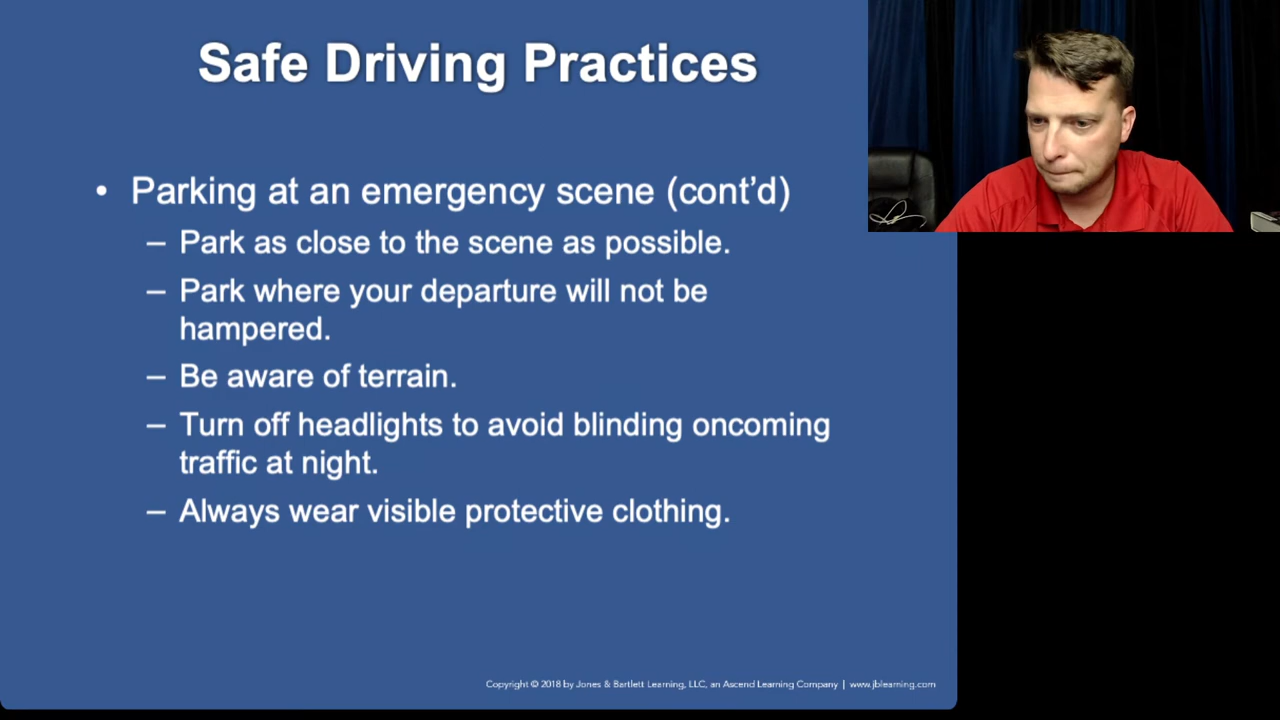 Safe Driving Practices
• Parking at an emergency scene (cont’d)
– Park as close to the scene as possible.
– Park where your departure will not be
hampered.
– Be aware of terrain.
– Turn off headlights to avoid blinding oncoming
traffic at night.
– Always wear visible protective clothing.
Copyright © 2018 by Jones & Bartlett Learning, LLC, an Ascend Learning Company | www.jblearning.com